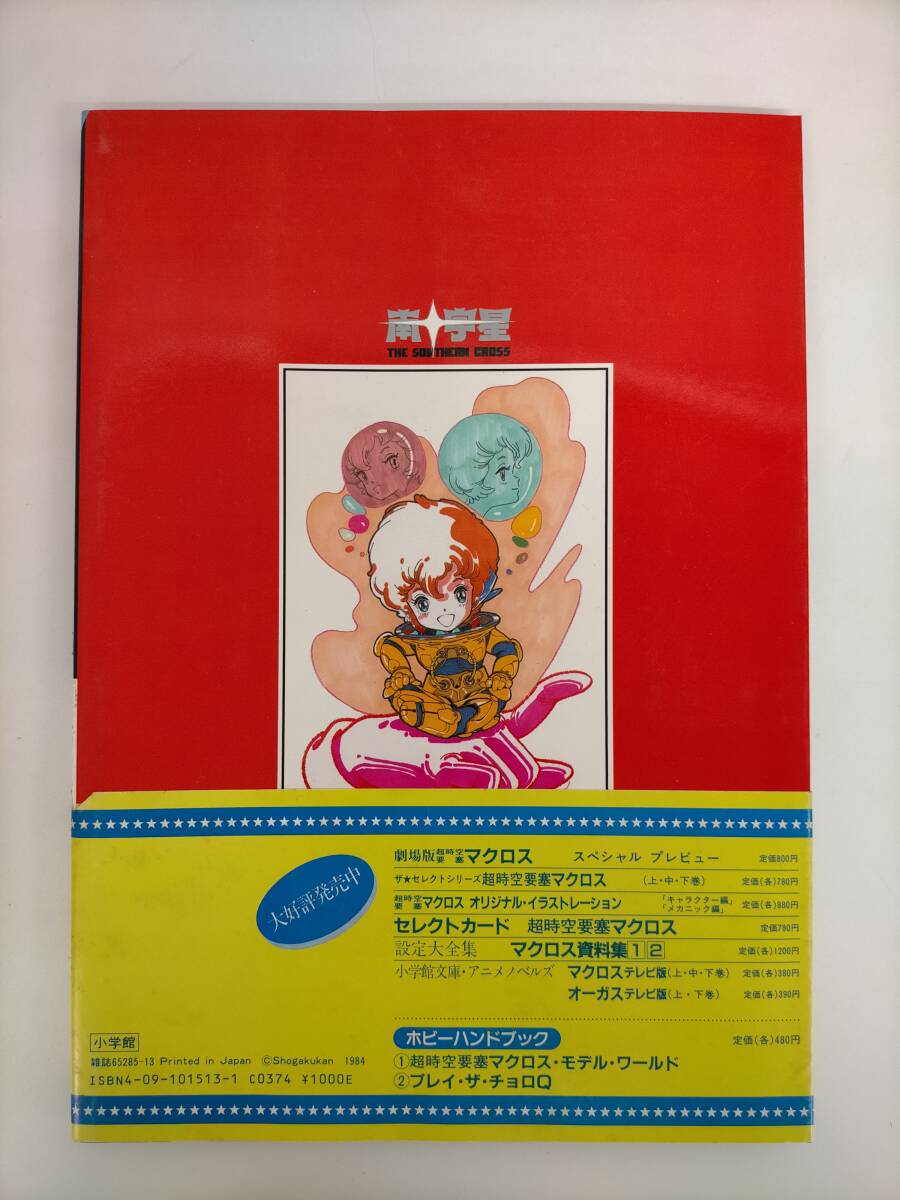 南十字星
THE SOUTHERN CROSS
大好評発売中
劇場版超時空要塞マクロス スペシャル プレビュー 定価800円
ザ★セレクトシリーズ超時空要塞マクロス (上・中・下巻) 定価(各)780円
超時空要塞マクロス オリジナル・イラストレーション 「キャラクター編」「メカニック編」 定価(各)880円
セレクトカード 超時空要塞マクロス 定価780円
設定大全集 マクロス資料集12 定価(各)1200円
小学館文庫・アニメノベルズ マクロステレビ版(上・中・下巻) 定価(各)380円
オーガステレビ版(上・下巻) 定価(各)390円
ホビーハンドブック 定価(各)480円
①超時空要塞マクロス・モデル・ワールド
②プレイ・ザ・チョロQ
小学館
雑誌65285-13 Printed in Japan ©Shogakukan 1984
ISBN4-09-101513-1 C0374 ¥1000E